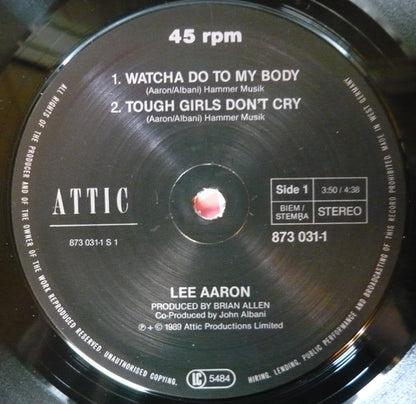 45 rpm
1. WATCHA DO TO MY BODY
(Aaron/Albani) Hammer Musik
2. TOUGH GIRLS DON'T CRY
(Aaron/Albani) Hammer Musik
ATTIC
873 031-1 S 1
Side 1
3:50 / 4:38
BIEM / STEMRA
STEREO
873 031-1
LEE AARON
PRODUCED BY BRIAN ALLEN
Co-Produced by John Albani
℗ + © 1989 Attic Productions Limited
LC 5484
ALL RIGHTS OF THE PRODUCER AND OF THE OWNER OF THE WORK REPRODUCED RESERVED. UNAUTHORISED COPYING, HIRING, LENDING, PUBLIC PERFORMANCE AND BROADCASTING OF THIS RECORD PROHIBITED. MADE IN WEST GERMANY